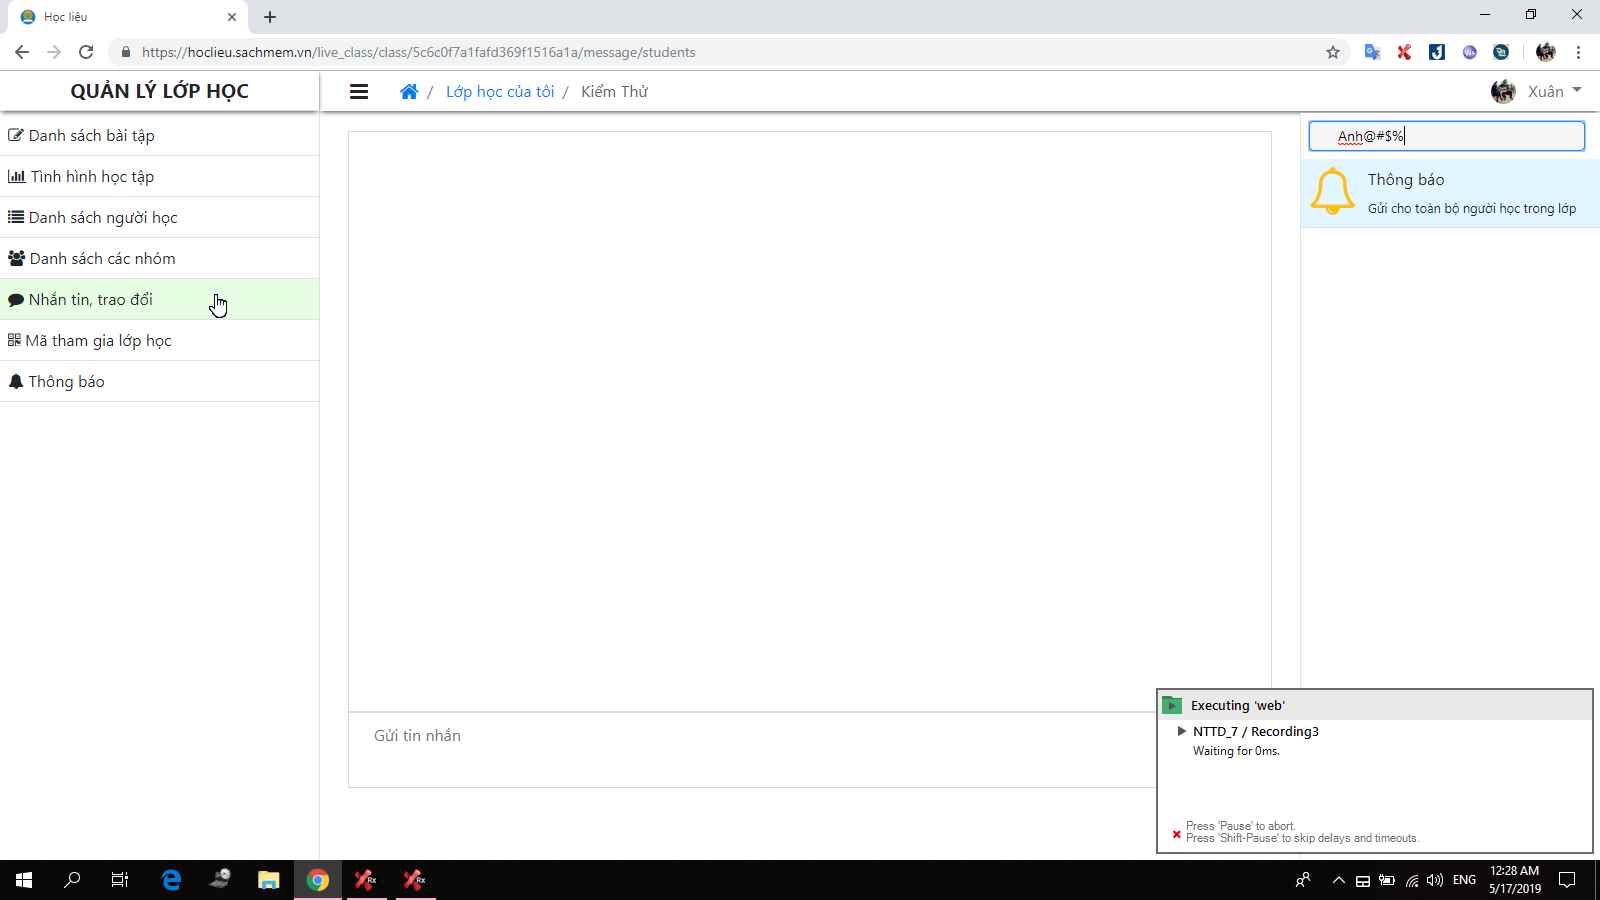 Học liệu
https://hoclieu.sachmem.vn/live_class/class/5c6c0f7a1fafd369f1516a1a/message/students
QUẢN LÝ LỚP HỌC
/ Lớp học của tôi / Kiểm Thử
Xuân
Danh sách bài tập
Tình hình học tập
Danh sách người học
Danh sách các nhóm
Nhắn tin, trao đổi
Mã tham gia lớp học
Thông báo
Anh@#$%
Thông báo
Gửi cho toàn bộ người học trong lớp
Gửi tin nhắn
Executing 'web'
NTTD_7 / Recording3
Waiting for 0ms.
Press 'Pause' to abort.
Press 'Shift-Pause' to skip delays and timeouts.
Rx
Rx
ENG
12:28 AM
5/17/2019